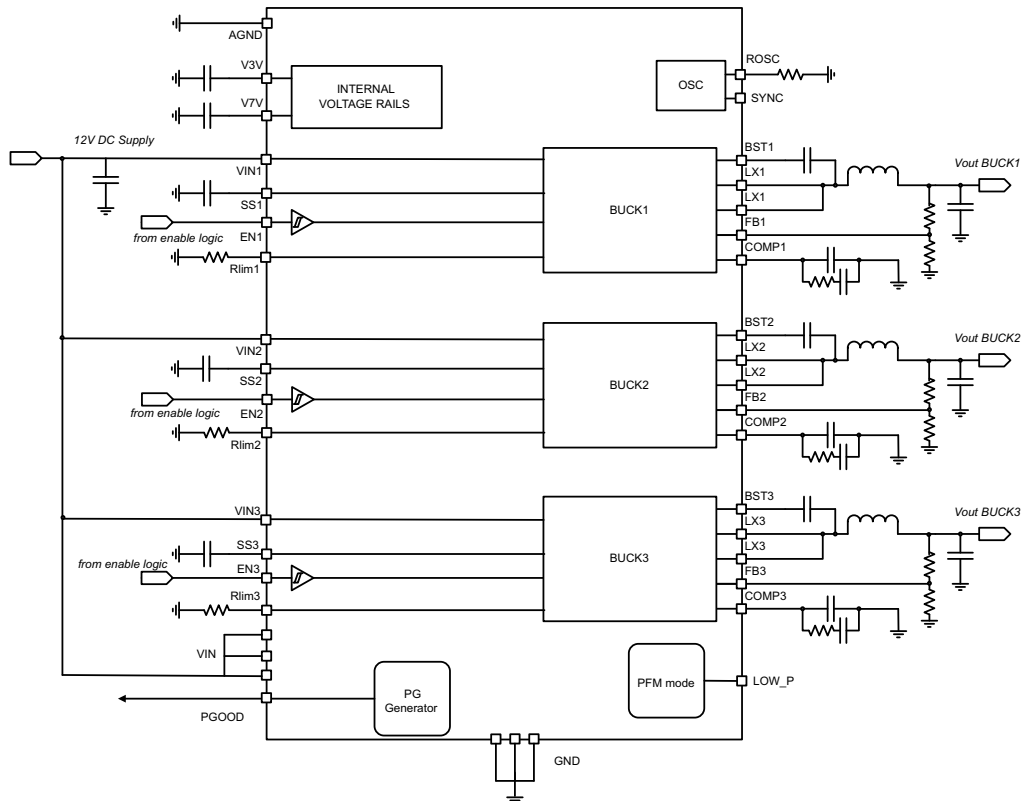 AGND
V3V
V7V
INTERNAL
VOLTAGE RAILS
OSC
ROSC
SYNC
12V DC Supply
VIN1
SS1
EN1
from enable logic
Rlim1
BUCK1
BST1
LX1
LX1
FB1
COMP1
Vout BUCK1
VIN2
SS2
EN2
from enable logic
Rlim2
BUCK2
BST2
LX2
LX2
FB2
COMP2
Vout BUCK2
VIN3
SS3
from enable logic
EN3
Rlim3
BUCK3
BST3
LX3
LX3
FB3
COMP3
Vout BUCK3
VIN
PGOOD
PG
Generator
PFM mode
LOW_P
GND